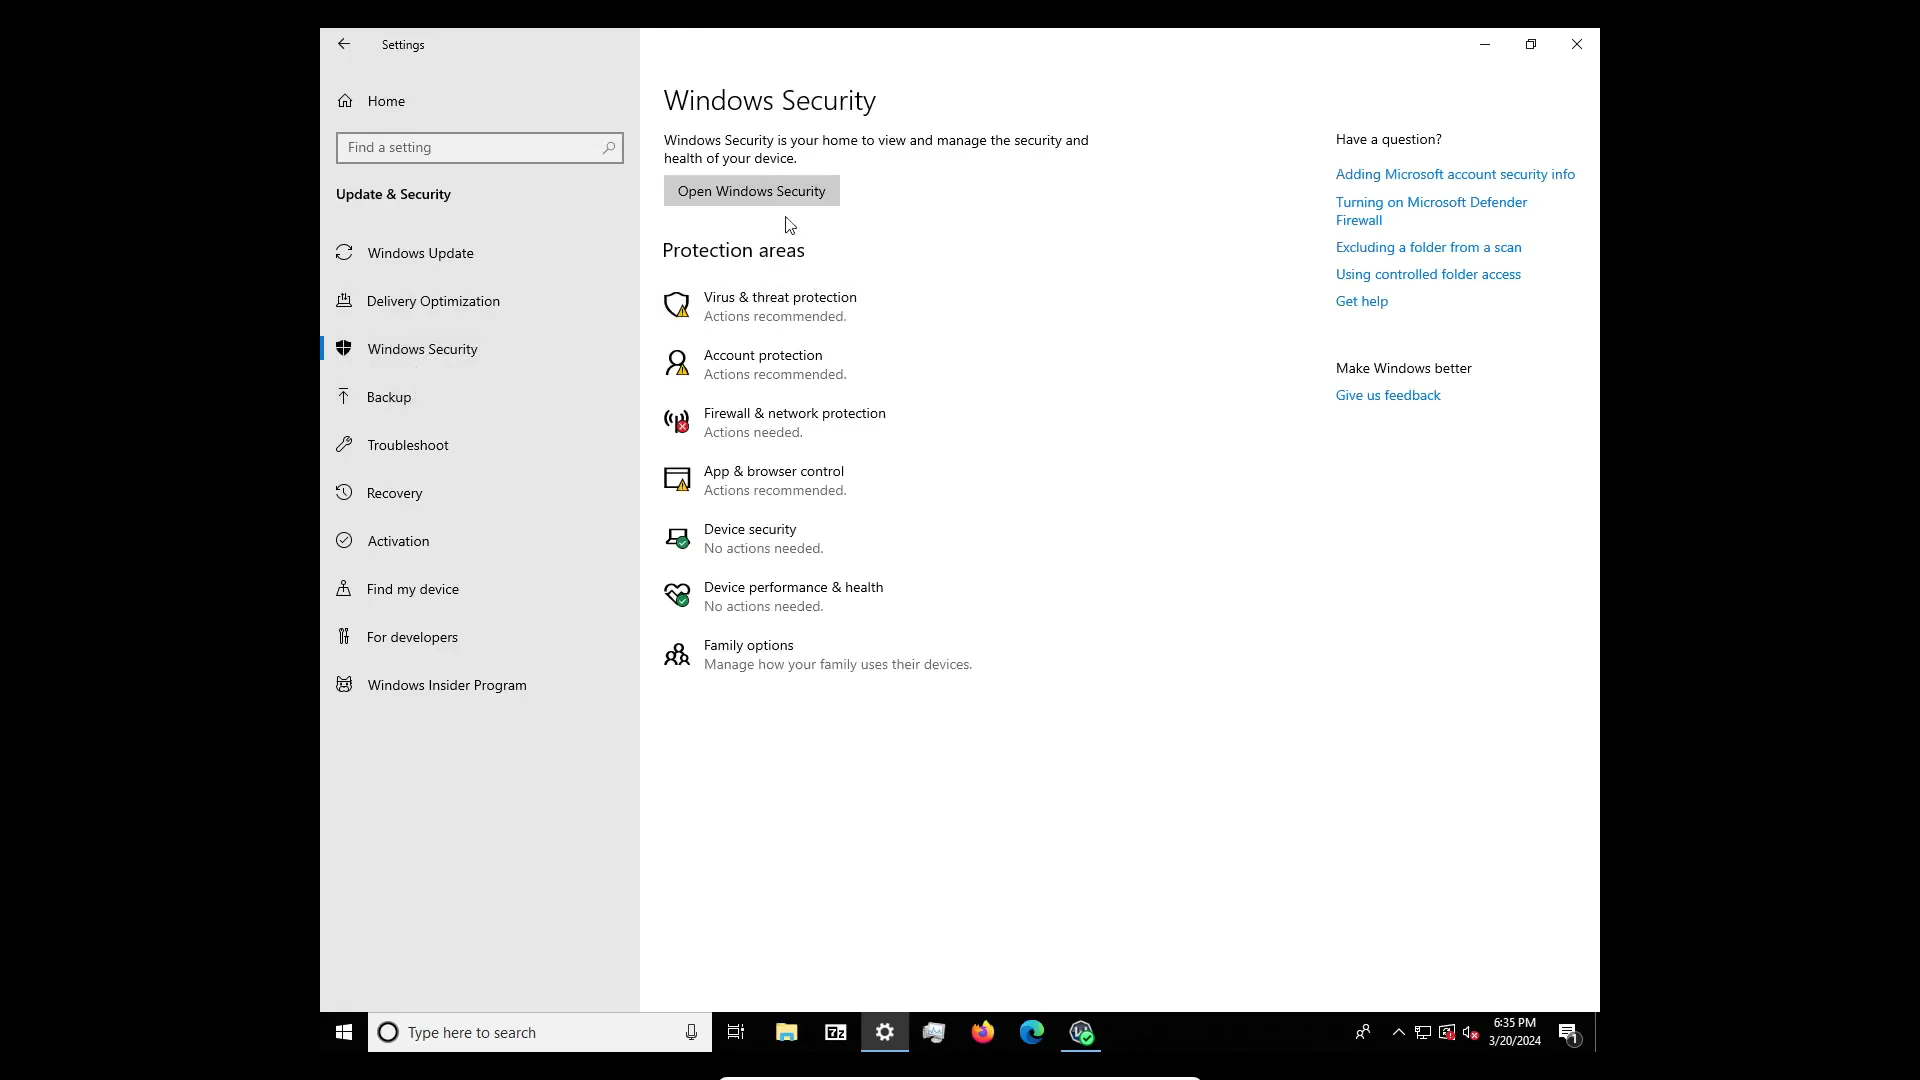 Settings
Home
Find a setting
Update & Security
Windows Update
Delivery Optimization
Windows Security
Backup
Troubleshoot
Recovery
Activation
Find my device
For developers
Windows Insider Program
Windows Security
Windows Security is your home to view and manage the security and
health of your device.
Open Windows Security
Protection areas
Virus & threat protection
Actions recommended.
Account protection
Actions recommended.
Firewall & network protection
Actions needed.
App & browser control
Actions recommended.
Device security
No actions needed.
Device performance & health
No actions needed.
Family options
Manage how your family uses their devices.
Have a question?
Adding Microsoft account security info
Turning on Microsoft Defender
Firewall
Excluding a folder from a scan
Using controlled folder access
Get help
Make Windows better
Give us feedback
Type here to search
7z
6:35 PM
3/20/2024
1